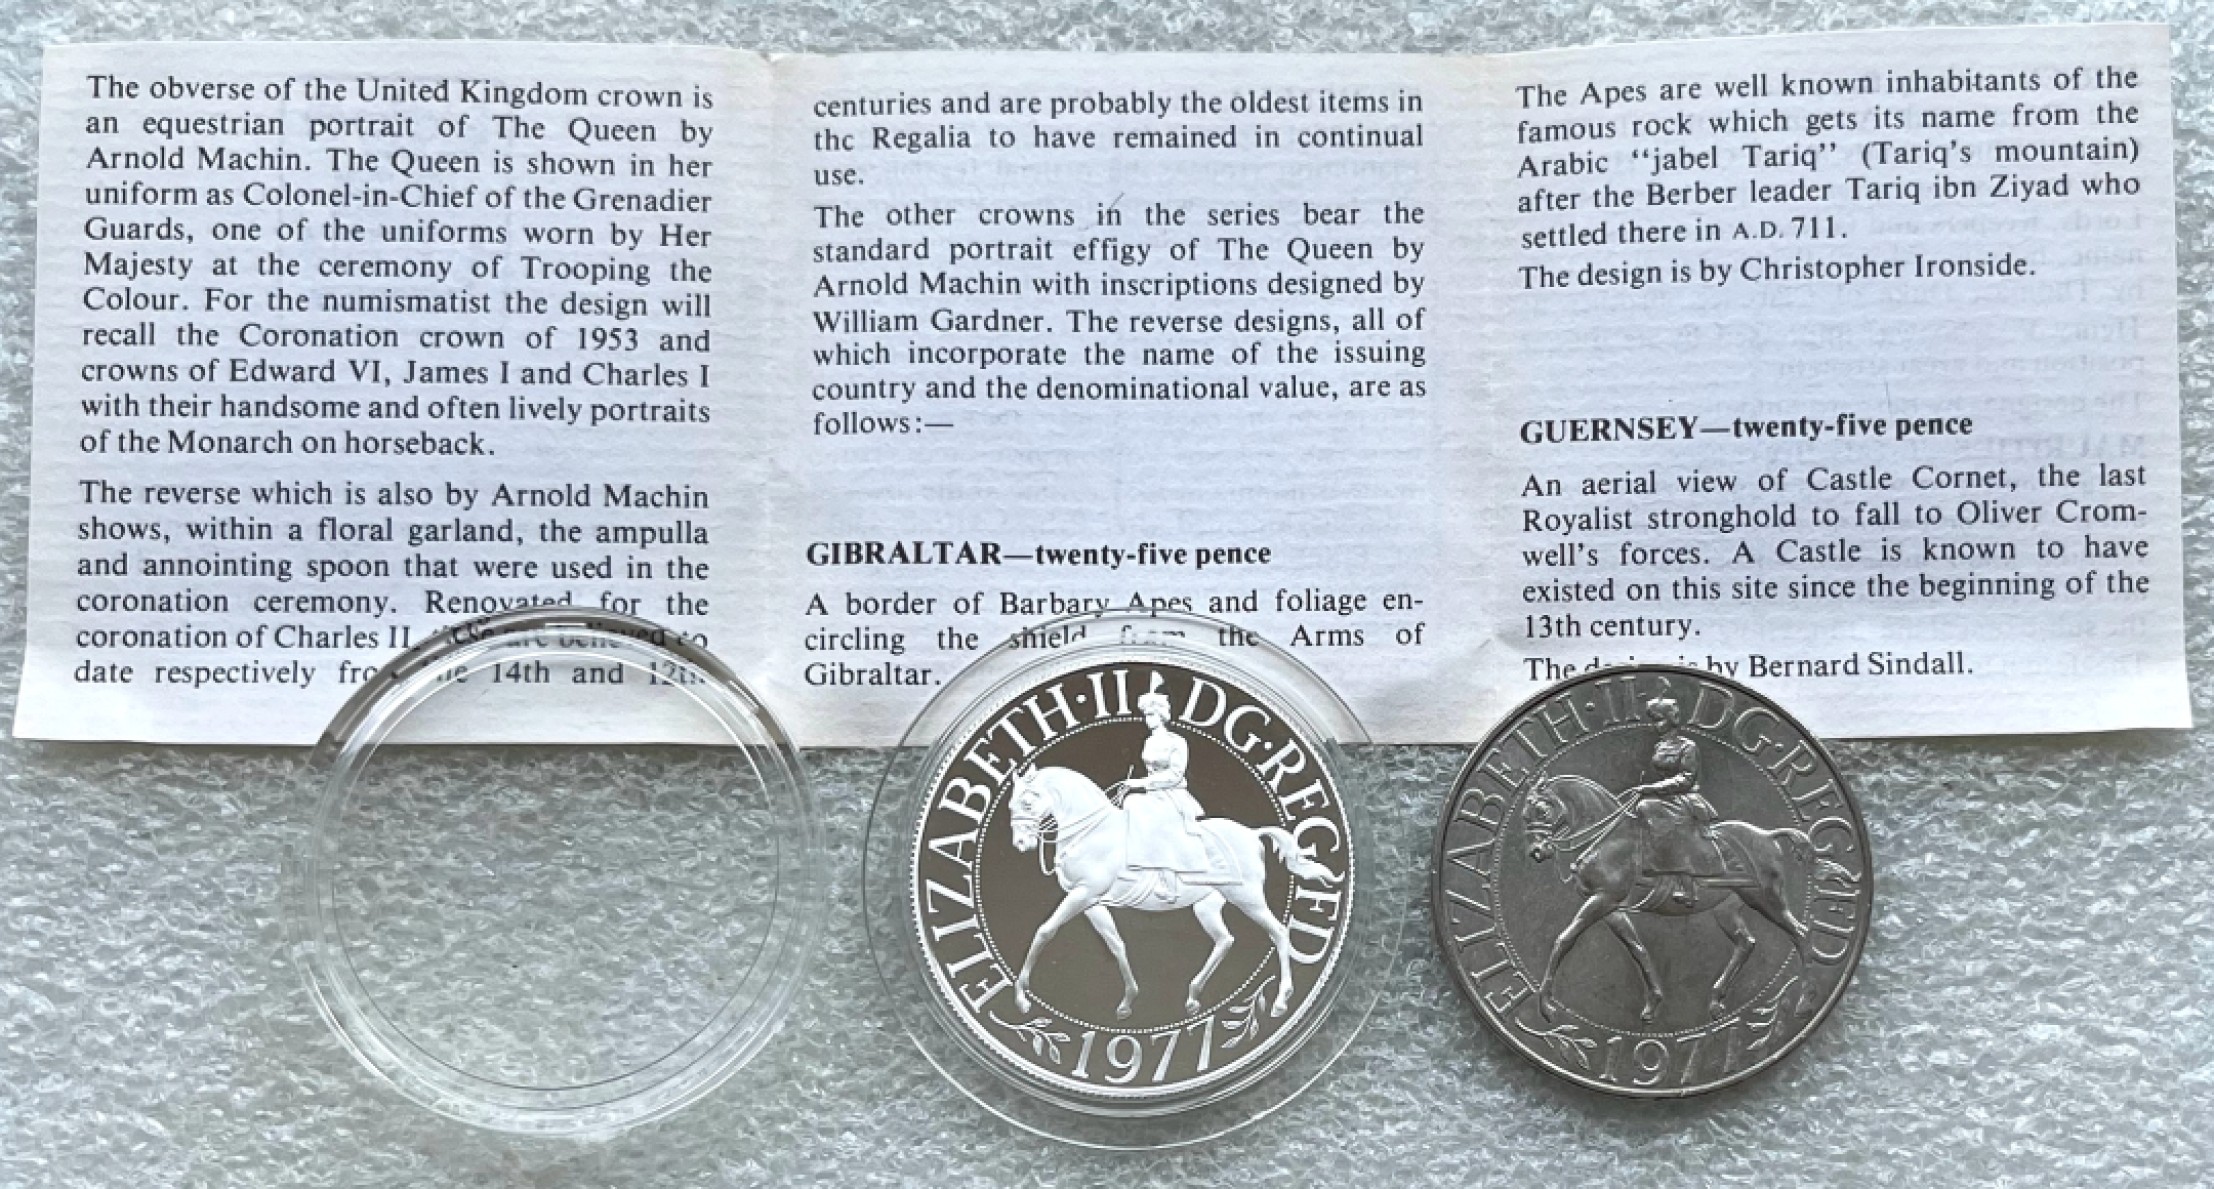 The obverse of the United Kingdom crown is
an equestrian portrait of The Queen by
Arnold Machin. The Queen is shown in her
uniform as Colonel-in-Chief of the Grenadier
Guards, one of the uniforms worn by Her
Majesty at the ceremony of Trooping the
Colour. For the numismatist the design will
recall the Coronation crown of 1953 and
crowns of Edward VI, James I and Charles I
with their handsome and often lively portraits
of the Monarch on horseback.
The reverse which is also by Arnold Machin
shows, within a floral garland, the ampulla
and annointing spoon that were used in the
coronation ceremony. Renovated for the
coronation of Charles II, are believed to
date respectively the 14th and 12th
centuries and are probably the oldest items in
thc Regalia to have remained in continual
use.
The other crowns in the series bear the
standard portrait effigy of The Queen by
Arnold Machin with inscriptions designed by
William Gardner. The reverse designs, all of
which incorporate the name of the issuing
country and the denominational value, are as
follows:—
GIBRALTAR—twenty-five pence
A border of Barbary Apes and foliage en-
circling the shield from the Arms of
Gibraltar.
The Apes are well known inhabitants of the
famous rock which gets its name from the
Arabic “jabel Tariq” (Tariq's mountain)
after the Berber leader Tariq ibn Ziyad who
settled there in A.D. 711.
The design is by Christopher Ironside.
GUERNSEY—twenty-five pence
An aerial view of Castle Cornet, the last
Royalist stronghold to fall to Oliver Crom-
well's forces. A Castle is known to have
existed on this site since the beginning of the
13th century.
The design is by Bernard Sindall.
ELIZABETH·II DG·REG FD
1977
ELIZABETH·II DG·REG FD
1977